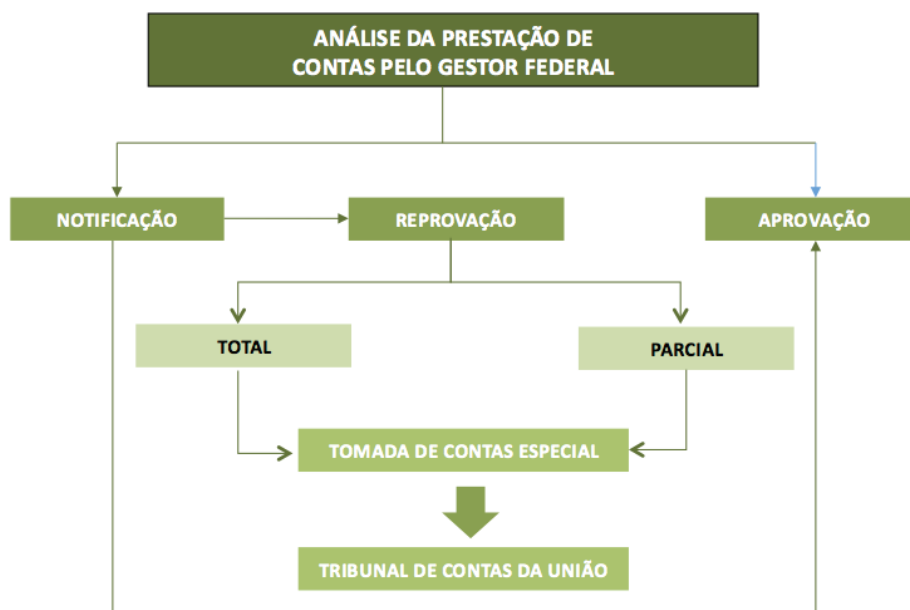 ANÁLISE DA PRESTAÇÃO DE
CONTAS PELO GESTOR FEDERAL
NOTIFICAÇÃO
REPROVAÇÃO
APROVAÇÃO
TOTAL
PARCIAL
TOMADA DE CONTAS ESPECIAL
TRIBUNAL DE CONTAS DA UNIÃO